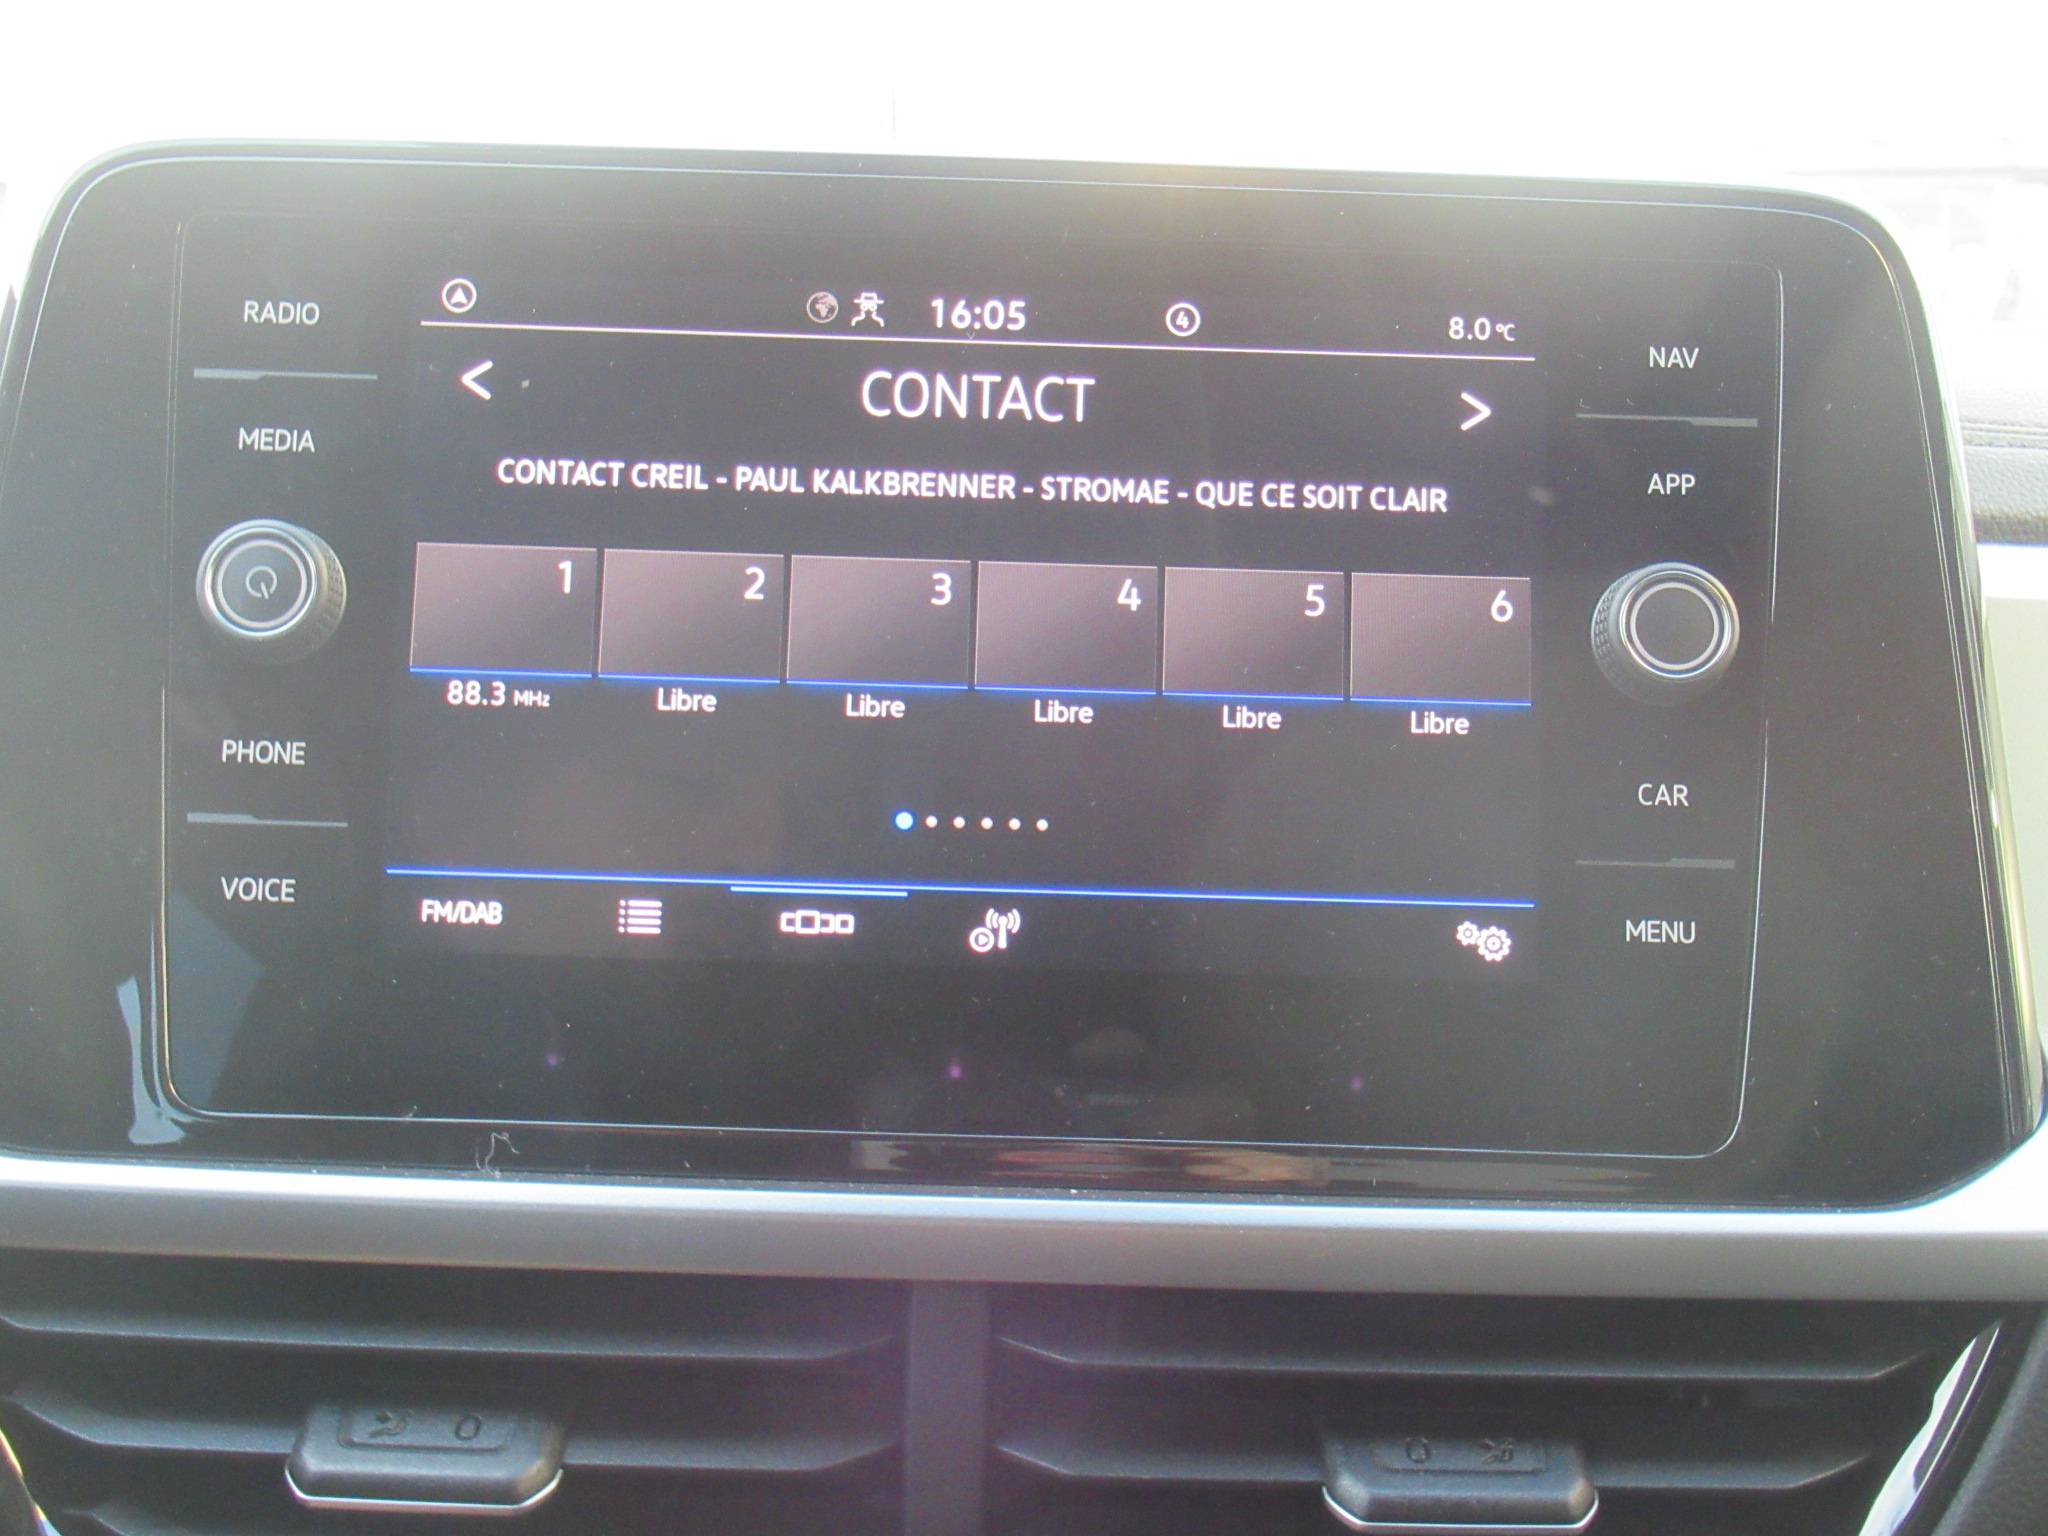 RADIO
MEDIA
PHONE
VOICE
16:05
4
8.0 °C
< CONTACT >
CONTACT CREIL - PAUL KALKBRENNER - STROMAE - QUE CE SOIT CLAIR
1 2 3 4 5 6
88.3 MHz Libre Libre Libre Libre Libre
FM/DAB
NAV
APP
CAR
MENU